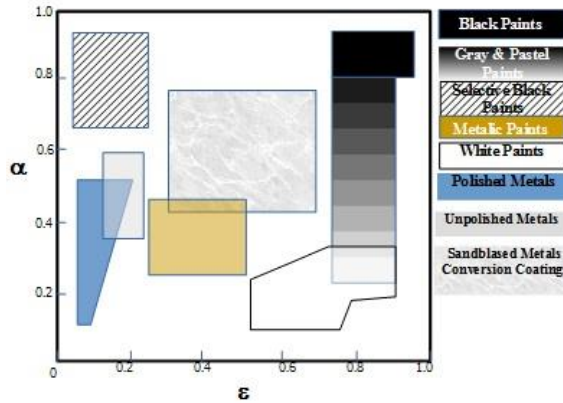 1.0
0.8
0.6
α
0.4
0.2
0
0.2
0.4
0.6
0.8
1.0
ε
Black Paints
Gray & Pastel
Paints
Selective Black
Paints
Metalic Paints
White Paints
Polished Metals
Unpolished Metals
Sandblased Metals
Conversion Coating